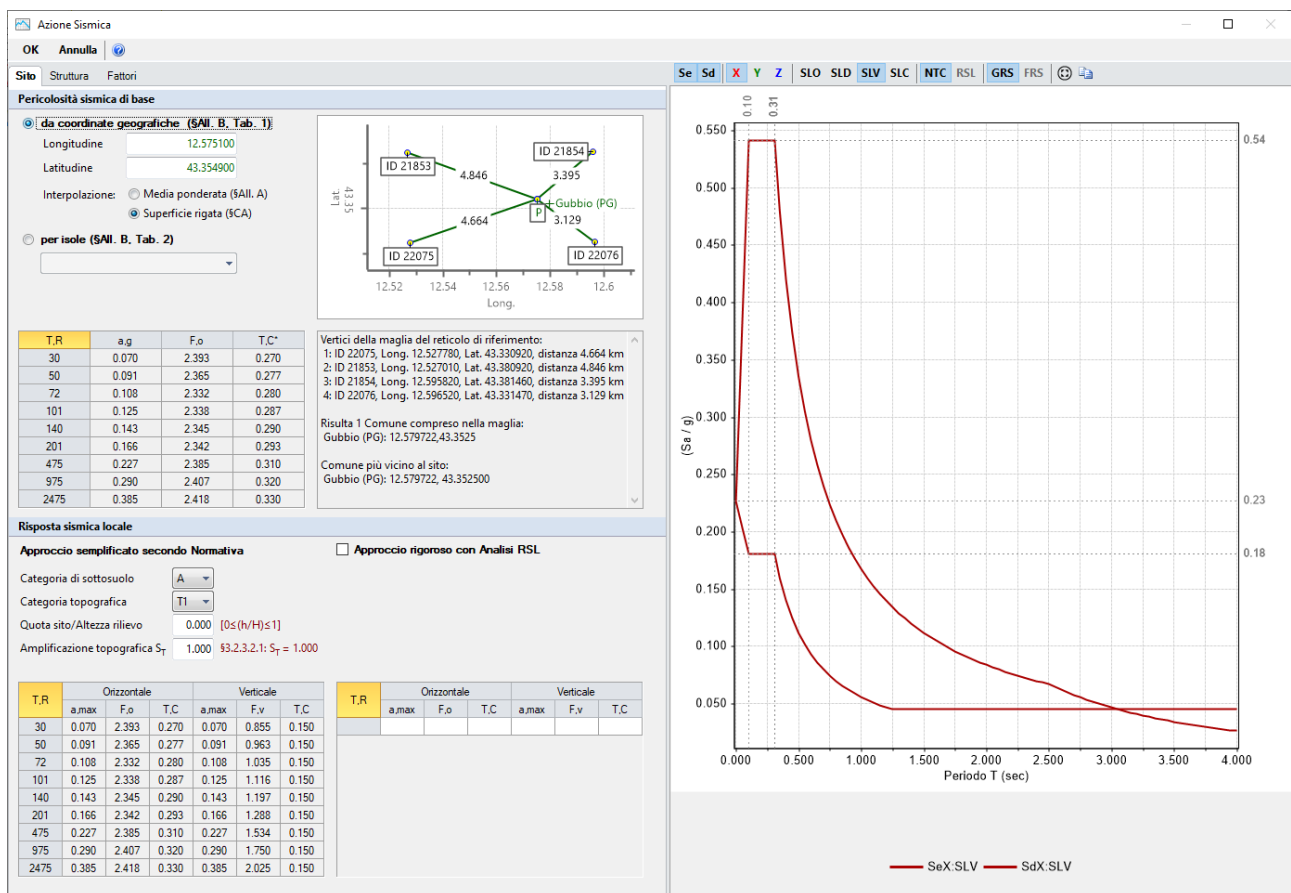 Azione Sismica
OK Annulla
Sito Struttura Fattori
Pericolosità sismica di base
da coordinate geografiche (§All. B, Tab. 1)
Longitudine 12.575100
Latitudine 43.354900
Interpolazione: Media ponderata (§All. A)
Superficie rigata (§CA)
per isole (§All. B, Tab. 2)
Lat.
43.35
ID 21853
ID 21854
4.846
3.395
P
Gubbio (PG)
4.664
3.129
ID 22075
ID 22076
12.52 12.54 12.56 12.58 12.6
Long.
T,R a,g F,o T,C*
30 0.070 2.393 0.270
50 0.091 2.365 0.277
72 0.108 2.332 0.280
101 0.125 2.338 0.287
140 0.143 2.345 0.290
201 0.166 2.342 0.293
475 0.227 2.385 0.310
975 0.290 2.407 0.320
2475 0.385 2.418 0.330
Vertici della maglia del reticolo di riferimento:
1: ID 22075, Long. 12.527780, Lat. 43.330920, distanza 4.664 km
2: ID 21853, Long. 12.527010, Lat. 43.380920, distanza 4.846 km
3: ID 21854, Long. 12.595820, Lat. 43.381460, distanza 3.395 km
4: ID 22076, Long. 12.596520, Lat. 43.331470, distanza 3.129 km
Risulta 1 Comune compreso nella maglia:
Gubbio (PG): 12.579722,43.3525
Comune più vicino al sito:
Gubbio (PG): 12.579722, 43.352500
Risposta sismica locale
Approccio semplificato secondo Normativa
Approccio rigoroso con Analisi RSL
Categoria di sottosuolo A
Categoria topografica T1
Quota sito/Altezza rilievo 0.000 [0≤(h/H)≤1]
Amplificazione topografica ST 1.000 §3.2.3.2.1: ST = 1.000
T,R Orizzontale Verticale
a,max F,o T,C a,max F,v T,C
30 0.070 2.393 0.270 0.070 0.855 0.150
50 0.091 2.365 0.277 0.091 0.963 0.150
72 0.108 2.332 0.280 0.108 1.035 0.150
101 0.125 2.338 0.287 0.125 1.116 0.150
140 0.143 2.345 0.290 0.143 1.197 0.150
201 0.166 2.342 0.293 0.166 1.288 0.150
475 0.227 2.385 0.310 0.227 1.534 0.150
975 0.290 2.407 0.320 0.290 1.750 0.150
2475 0.385 2.418 0.330 0.385 2.025 0.150
T,R Orizzontale Verticale
a,max F,o T,C a,max F,v T,C
Se Sd X Y Z SLO SLD SLV SLC NTC RSL GRS FRS
0.10 0.31
0.550
0.54
0.500
0.450
0.400
0.350
0.300
(Sa / g)
0.250
0.23
0.200
0.18
0.150
0.100
0.050
0.000 0.500 1.000 1.500 2.000 2.500 3.000 3.500 4.000
Periodo T (sec)
SeX:SLV SdX:SLV